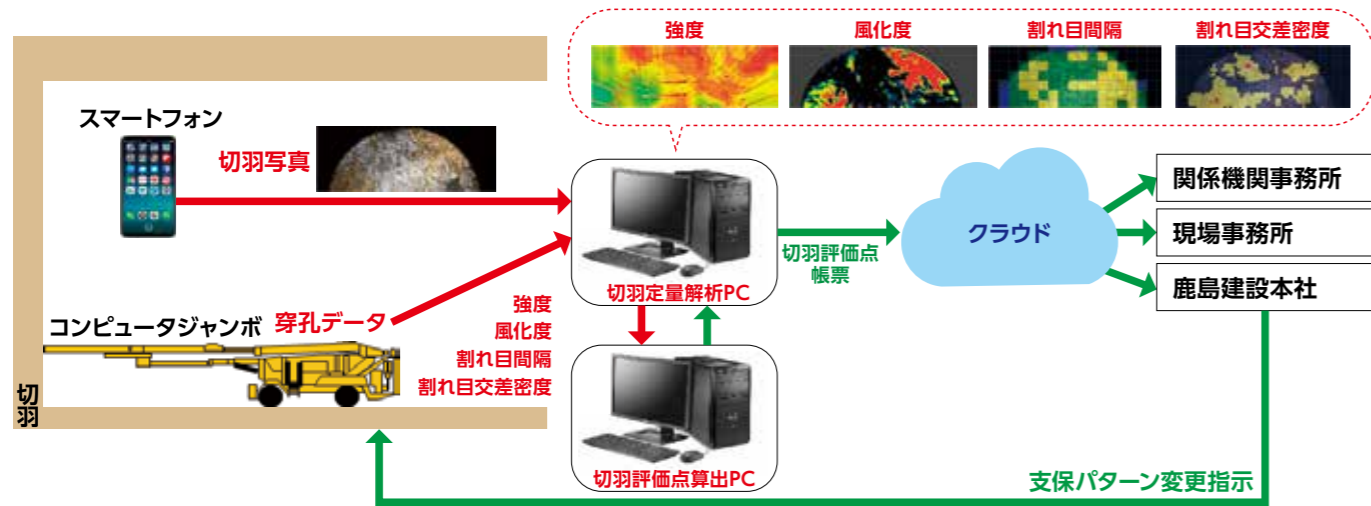 強度
風化度
割れ目間隔
割れ目交差密度
スマートフォン
切羽写真
コンピュータジャンボ
穿孔データ
切羽
強度
風化度
割れ目間隔
割れ目交差密度
切羽定量解析PC
切羽評価点算出PC
切羽評価点
帳票
クラウド
関係機関事務所
現場事務所
鹿島建設本社
支保パターン変更指示